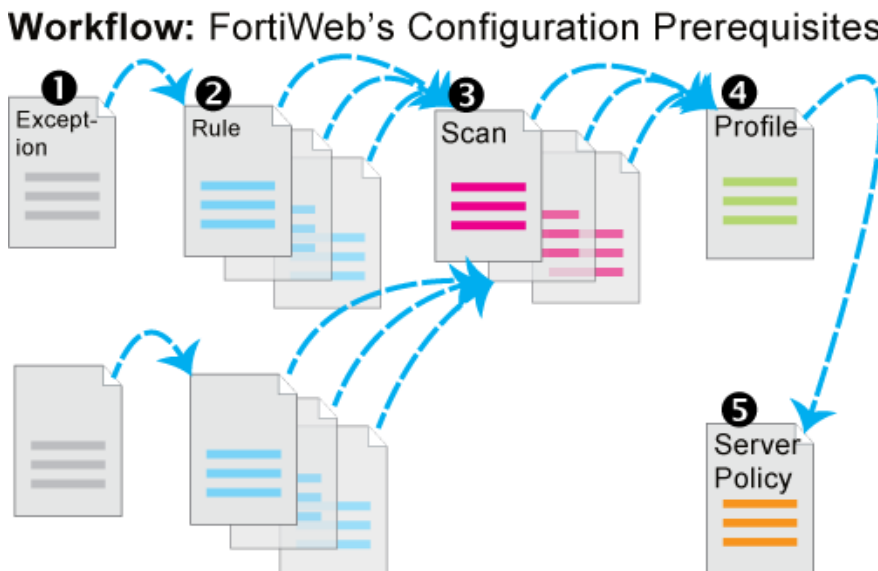 Workflow: FortiWeb's Configuration Prerequisites
1
Except-
ion
2
Rule
3
Scan
4
Profile
5
Server
Policy